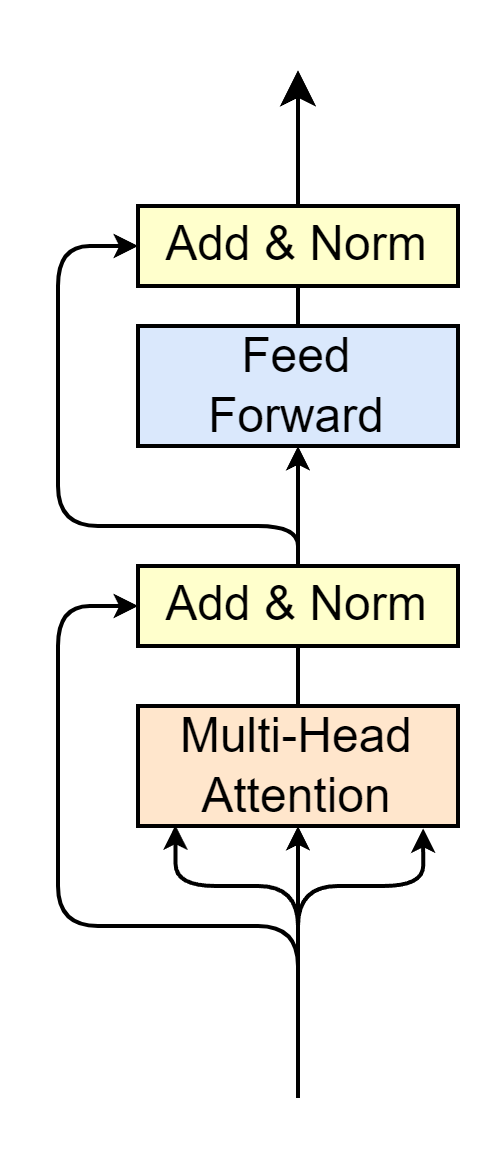 Add & Norm
Feed
Forward
Add & Norm
Multi-Head
Attention